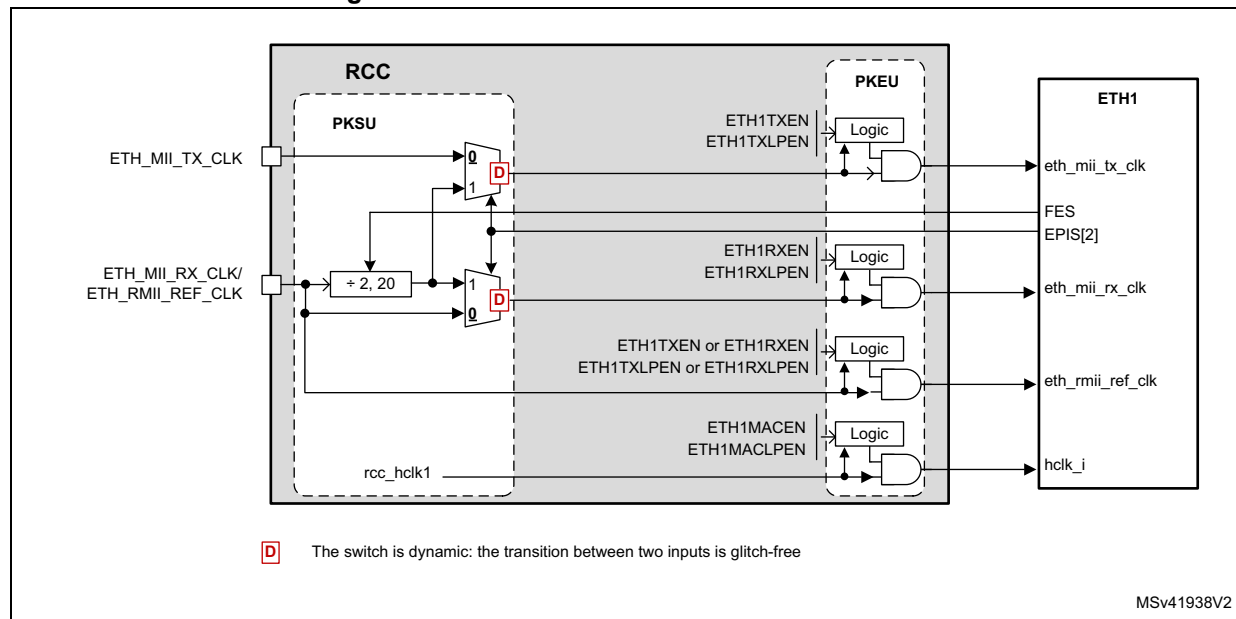 RCC
PKSU
PKEU
ETH1
ETH_MII_TX_CLK
0
1
D
ETH1TXEN
ETH1TXLPEN
Logic
eth_mii_tx_clk
FES
EPIS[2]
ETH_MII_RX_CLK/
ETH_RMII_REF_CLK
÷ 2, 20
1
0
D
ETH1RXEN
ETH1RXLPEN
Logic
eth_mii_rx_clk
ETH1TXEN or ETH1RXEN
ETH1TXLPEN or ETH1RXLPEN
Logic
eth_rmii_ref_clk
ETH1MACEN
ETH1MACLPEN
Logic
rcc_hclk1
hclk_i
D The switch is dynamic: the transition between two inputs is glitch-free
MSv41938V2